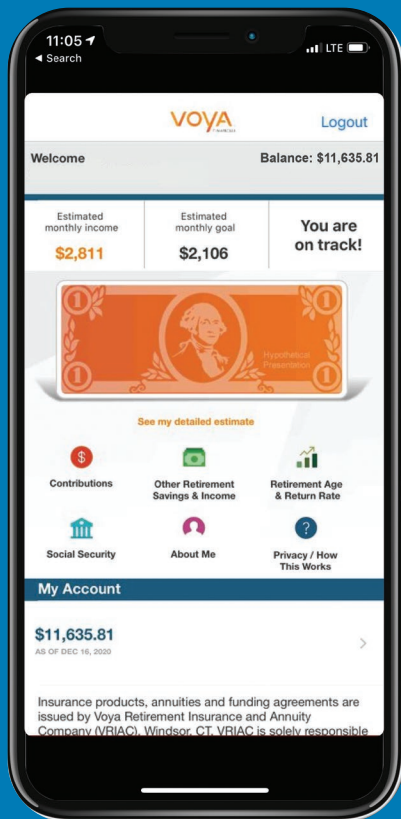 11:05
LTE
◀ Search
VOYA
Logout
Welcome
Balance: $11,635.81
Estimated
monthly income
$2,811
Estimated
monthly goal
$2,106
You are
on track!
1
1
Hypothetical
Presentation
1
1
See my detailed estimate
$
Contributions
Other Retirement
Savings & Income
Retirement Age
& Return Rate
Social Security
About Me
?
Privacy / How
This Works
My Account
$11,635.81
AS OF DEC 16, 2020
Insurance products, annuities and funding agreements are
issued by Voya Retirement Insurance and Annuity
Company (VRIAC), Windsor, CT. VRIAC is solely responsible